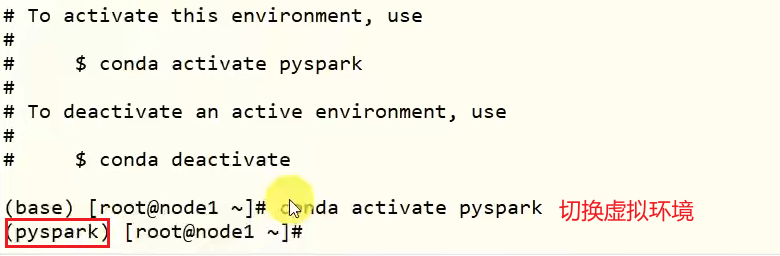 # To activate this environment, use
#
#     $ conda activate pyspark
#
# To deactivate an active environment, use
#
#     $ conda deactivate
(base) [root@node1 ~]# conda activate pyspark 切换虚拟环境
(pyspark) [root@node1 ~]#